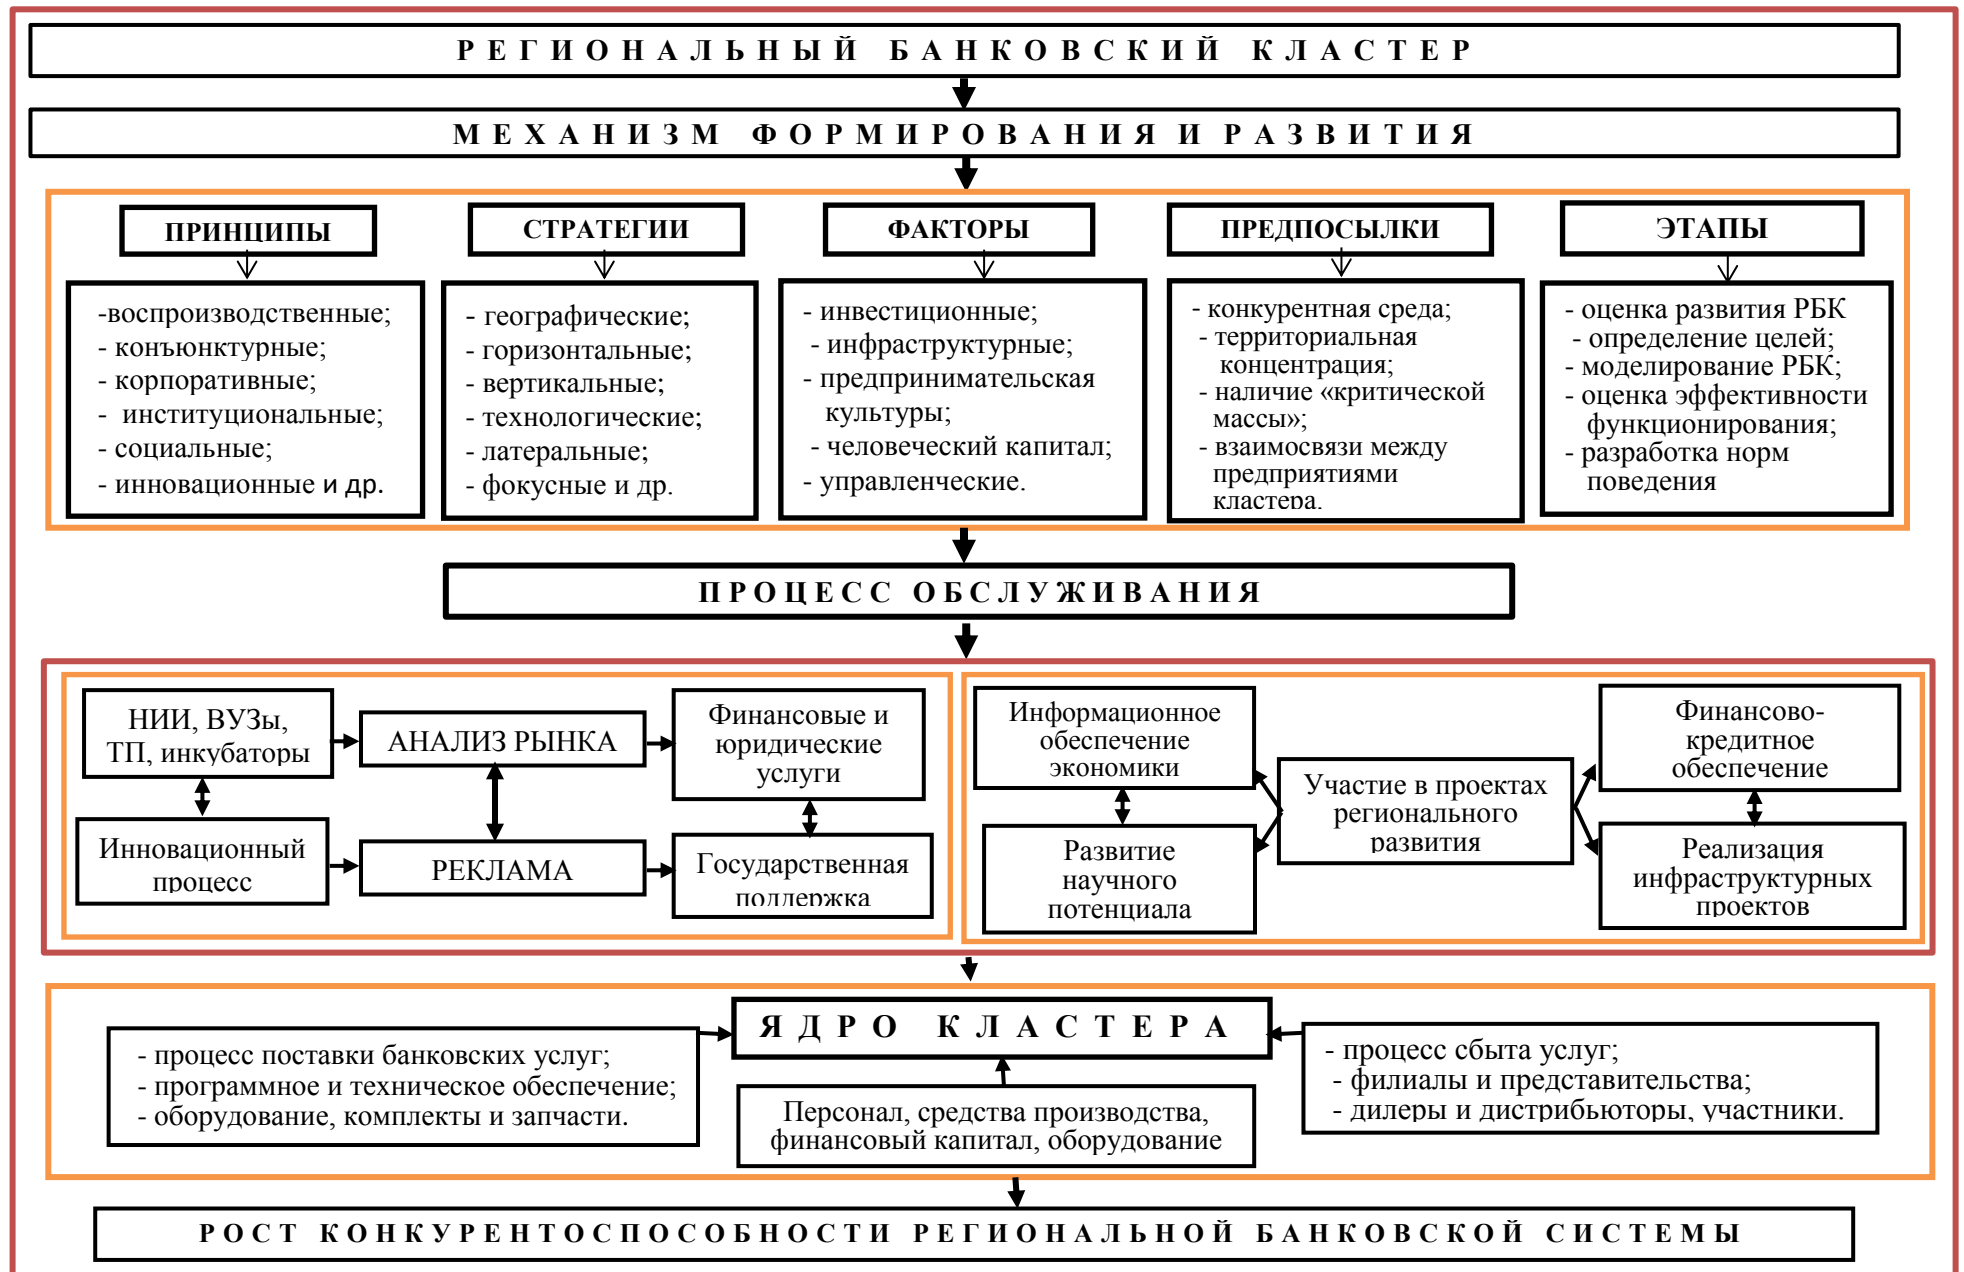 РЕГИОНАЛЬНЫЙ БАНКОВСКИЙ КЛАСТЕР
МЕХАНИЗМ ФОРМИРОВАНИЯ И РАЗВИТИЯ
ПРИНЦИПЫ
-воспроизводственные;
- конъюнктурные;
- корпоративные;
- институциональные;
- социальные;
- инновационные и др.
СТРАТЕГИИ
- географические;
- горизонтальные;
- вертикальные;
- технологические;
- латеральные;
- фокусные и др.
ФАКТОРЫ
- инвестиционные;
- инфраструктурные;
- предпринимательская
культуры;
- человеческий капитал;
- управленческие.
ПРЕДПОСЫЛКИ
- конкурентная среда;
- территориальная
концентрация;
- наличие «критической
массы»;
- взаимосвязи между
предприятиями
кластера.
ЭТАПЫ
- оценка развития РБК
- определение целей;
- моделирование РБК;
- оценка эффективности
функционирования;
- разработка норм
поведения
ПРОЦЕСС ОБСЛУЖИВАНИЯ
НИИ, ВУЗы,
ТП, инкубаторы
АНАЛИЗ РЫНКА
Финансовые и
юридические
услуги
Инновационный
процесс
РЕКЛАМА
Государственная
поддержка
Информационное
обеспечение
экономики
Участие в проектах
регионального
развития
Финансово-
кредитное
обеспечение
Развитие
научного
потенциала
Реализация
инфраструктурных
проектов
ЯДРО КЛАСТЕРА
- процесс поставки банковских услуг;
- программное и техническое обеспечение;
- оборудование, комплекты и запчасти.
Персонал, средства производства,
финансовый капитал, оборудование
- процесс сбыта услуг;
- филиалы и представительства;
- дилеры и дистрибьюторы, участники.
РОСТ КОНКУРЕНТОСПОСОБНОСТИ РЕГИОНАЛЬНОЙ БАНКОВСКОЙ СИСТЕМЫ